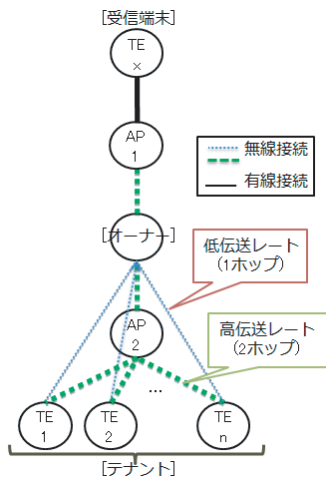 [受信端末]
TE
x
AP
1
無線接続
有線接続
[オーナー]
低伝送レート
(1ホップ)
AP
2
高伝送レート
(2ホップ)
...
TE
1
TE
2
TE
n
[テナント]